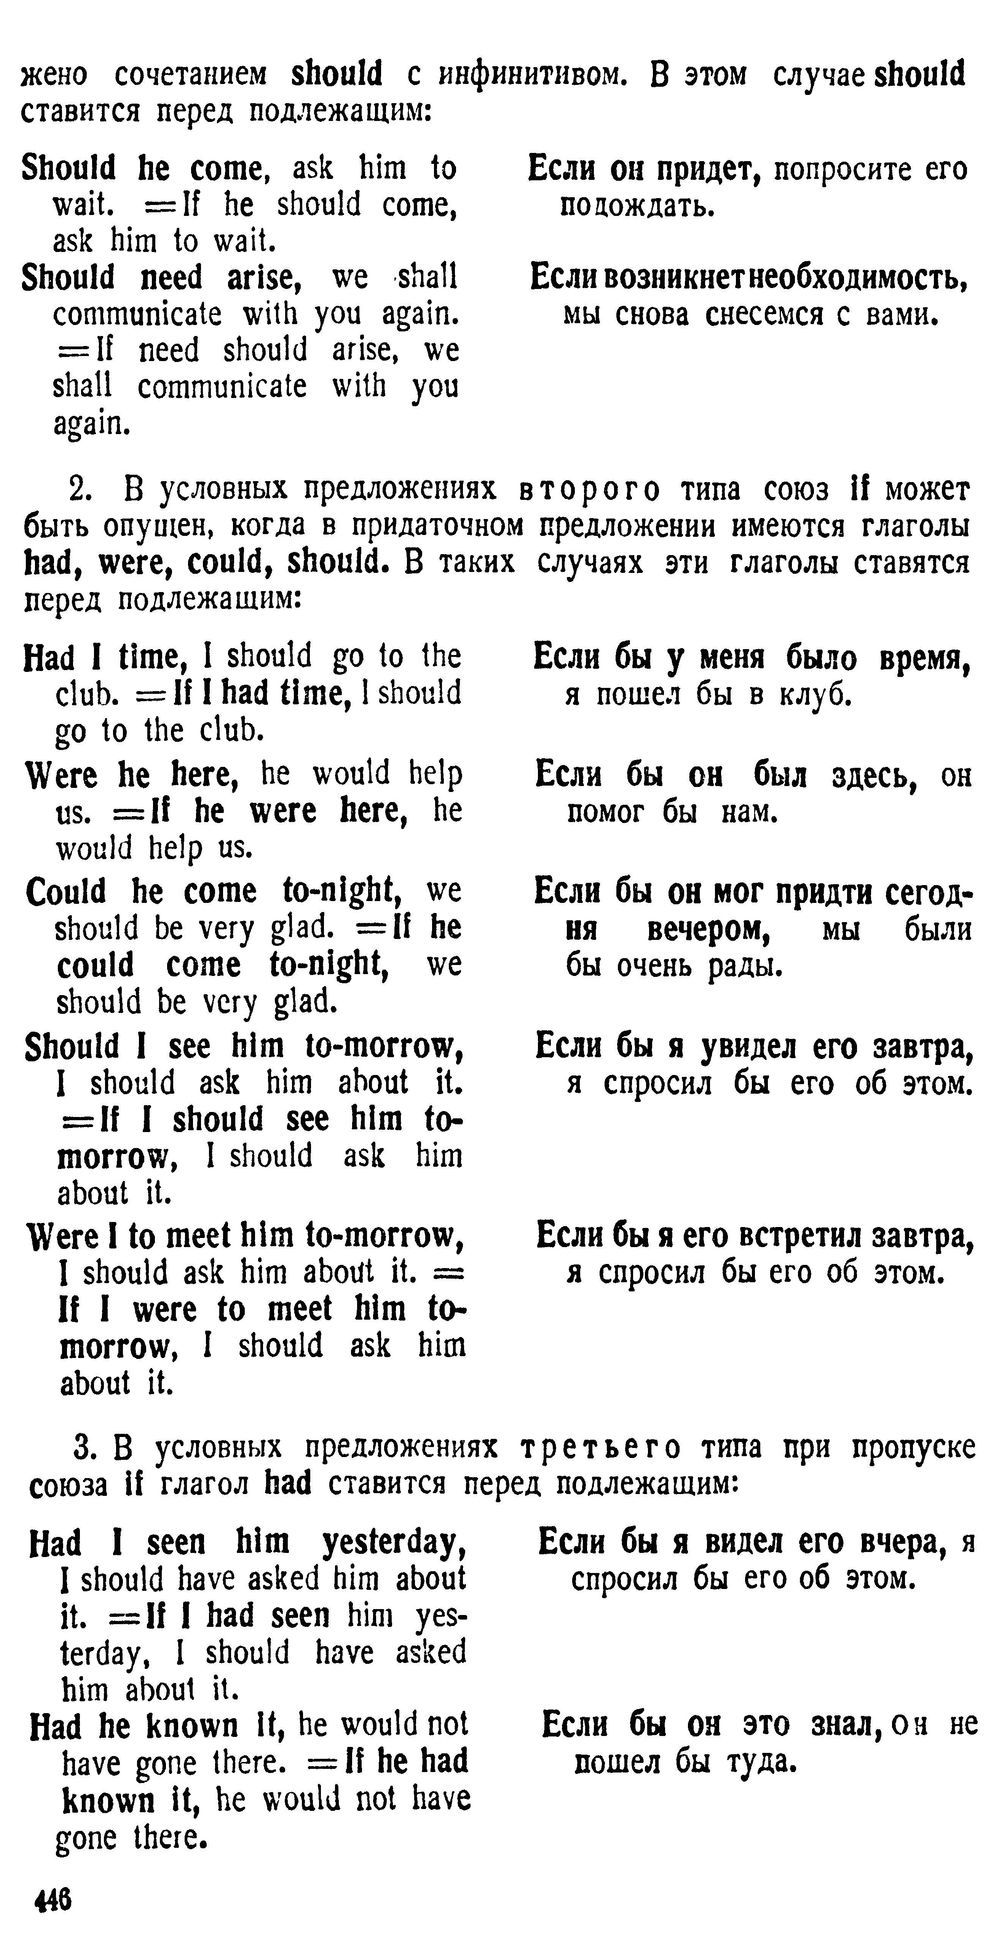 жено сочетанием should с инфинитивом. В этом случае should
ставится перед подлежащим:
Should he come, ask him to
wait. =If he should come,
ask him to wait.
Если он придет, попросите его
подождать.
Should need arise, we shall
communicate with you again.
=If need should arise, we
shall communicate with you
again.
Если возникнет необходимость,
мы снова снесемся с вами.
2. В условных предложениях второго типа союз if может
быть опущен, когда в придаточном предложении имеются глаголы
had, were, could, should. В таких случаях эти глаголы ставятся
перед подлежащим:
Had I time, I should go to the
club. =If I had time, I should
go to the club.
Если бы у меня было время,
я пошел бы в клуб.
Were he here, he would help
us. =If he were here, he
would help us.
Если бы он был здесь, он
помог бы нам.
Could he come to-night, we
should be very glad. =If he
could come to-night, we
should be very glad.
Если бы он мог придти сегод-
ня вечером, мы были
бы очень рады.
Should I see him to-morrow,
I should ask him about it.
=If I should see him to-
morrow, I should ask him
about it.
Если бы я увидел его завтра,
я спросил бы его об этом.
Were I to meet him to-morrow,
I should ask him about it. =
If I were to meet him to-
morrow, I should ask him
about it.
Если бы я его встретил завтра,
я спросил бы его об этом.
3. В условных предложениях третьего типа при пропуске
союза if глагол had ставится перед подлежащим:
Had I seen him yesterday,
I should have asked him about
it. =If I had seen him yes-
terday, I should have asked
him about it.
Если бы я видел его вчера, я
спросил бы его об этом.
Had he known it, he would not
have gone there. =If he had
known it, he would not have
gone there.
Если бы он это знал, он не
пошел бы туда.
446